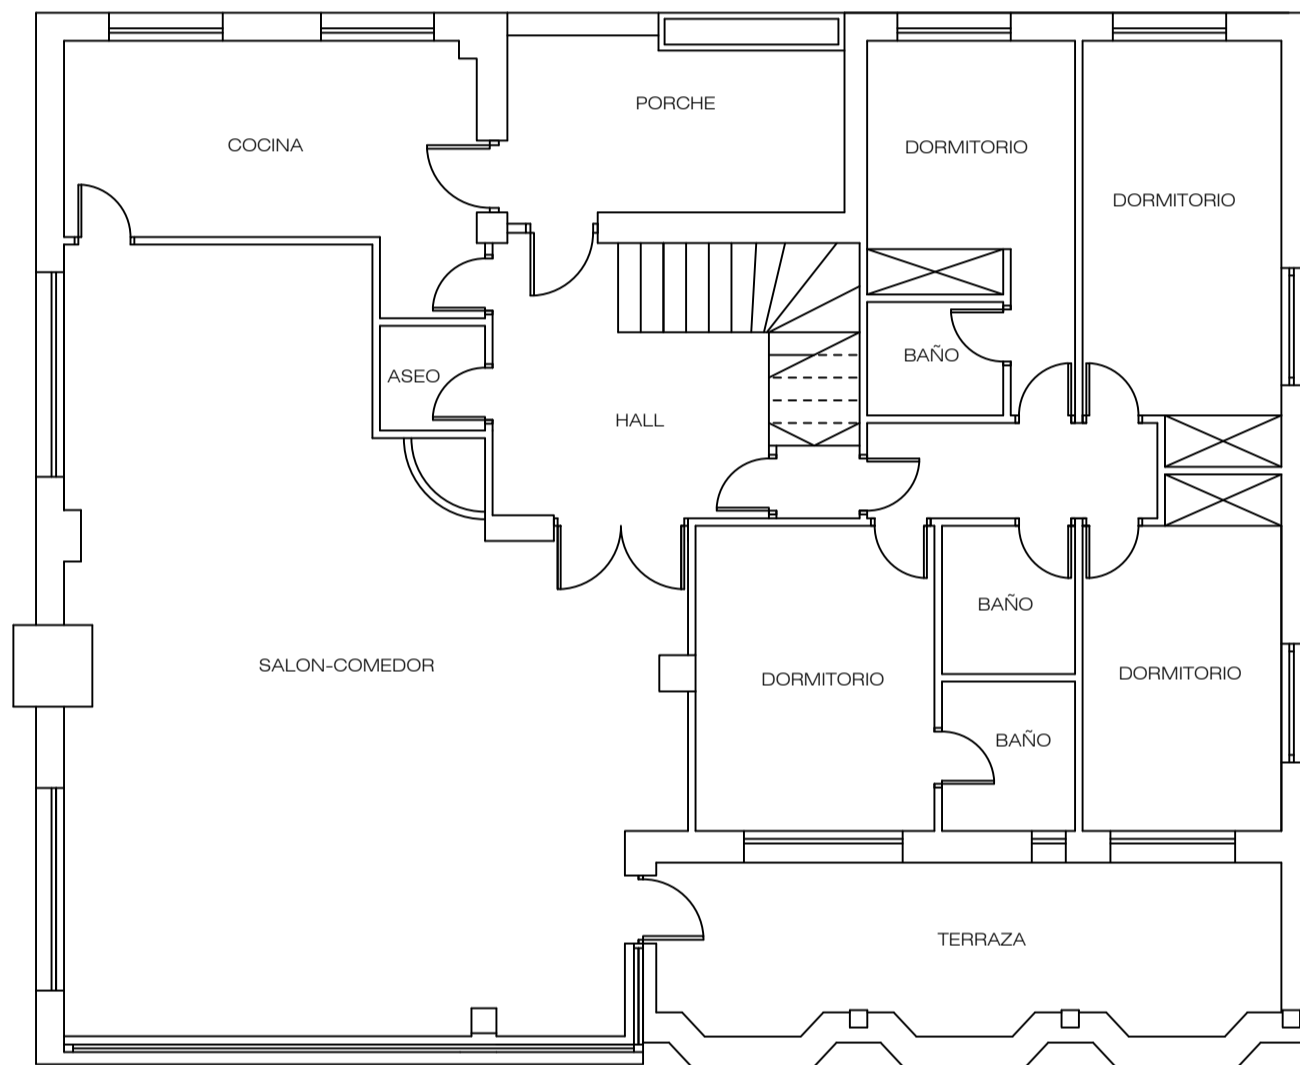 PORCHE
COCINA
DORMITORIO
DORMITORIO
BAÑO
ASEO
HALL
BAÑO
SALON-COMEDOR
DORMITORIO
DORMITORIO
BAÑO
TERRAZA